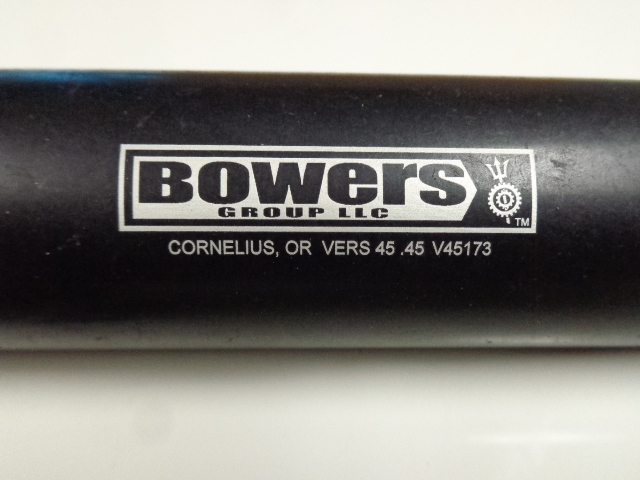 BOWERS
GROUP LLC
TM
CORNELIUS, OR VERS 45 .45 V45173